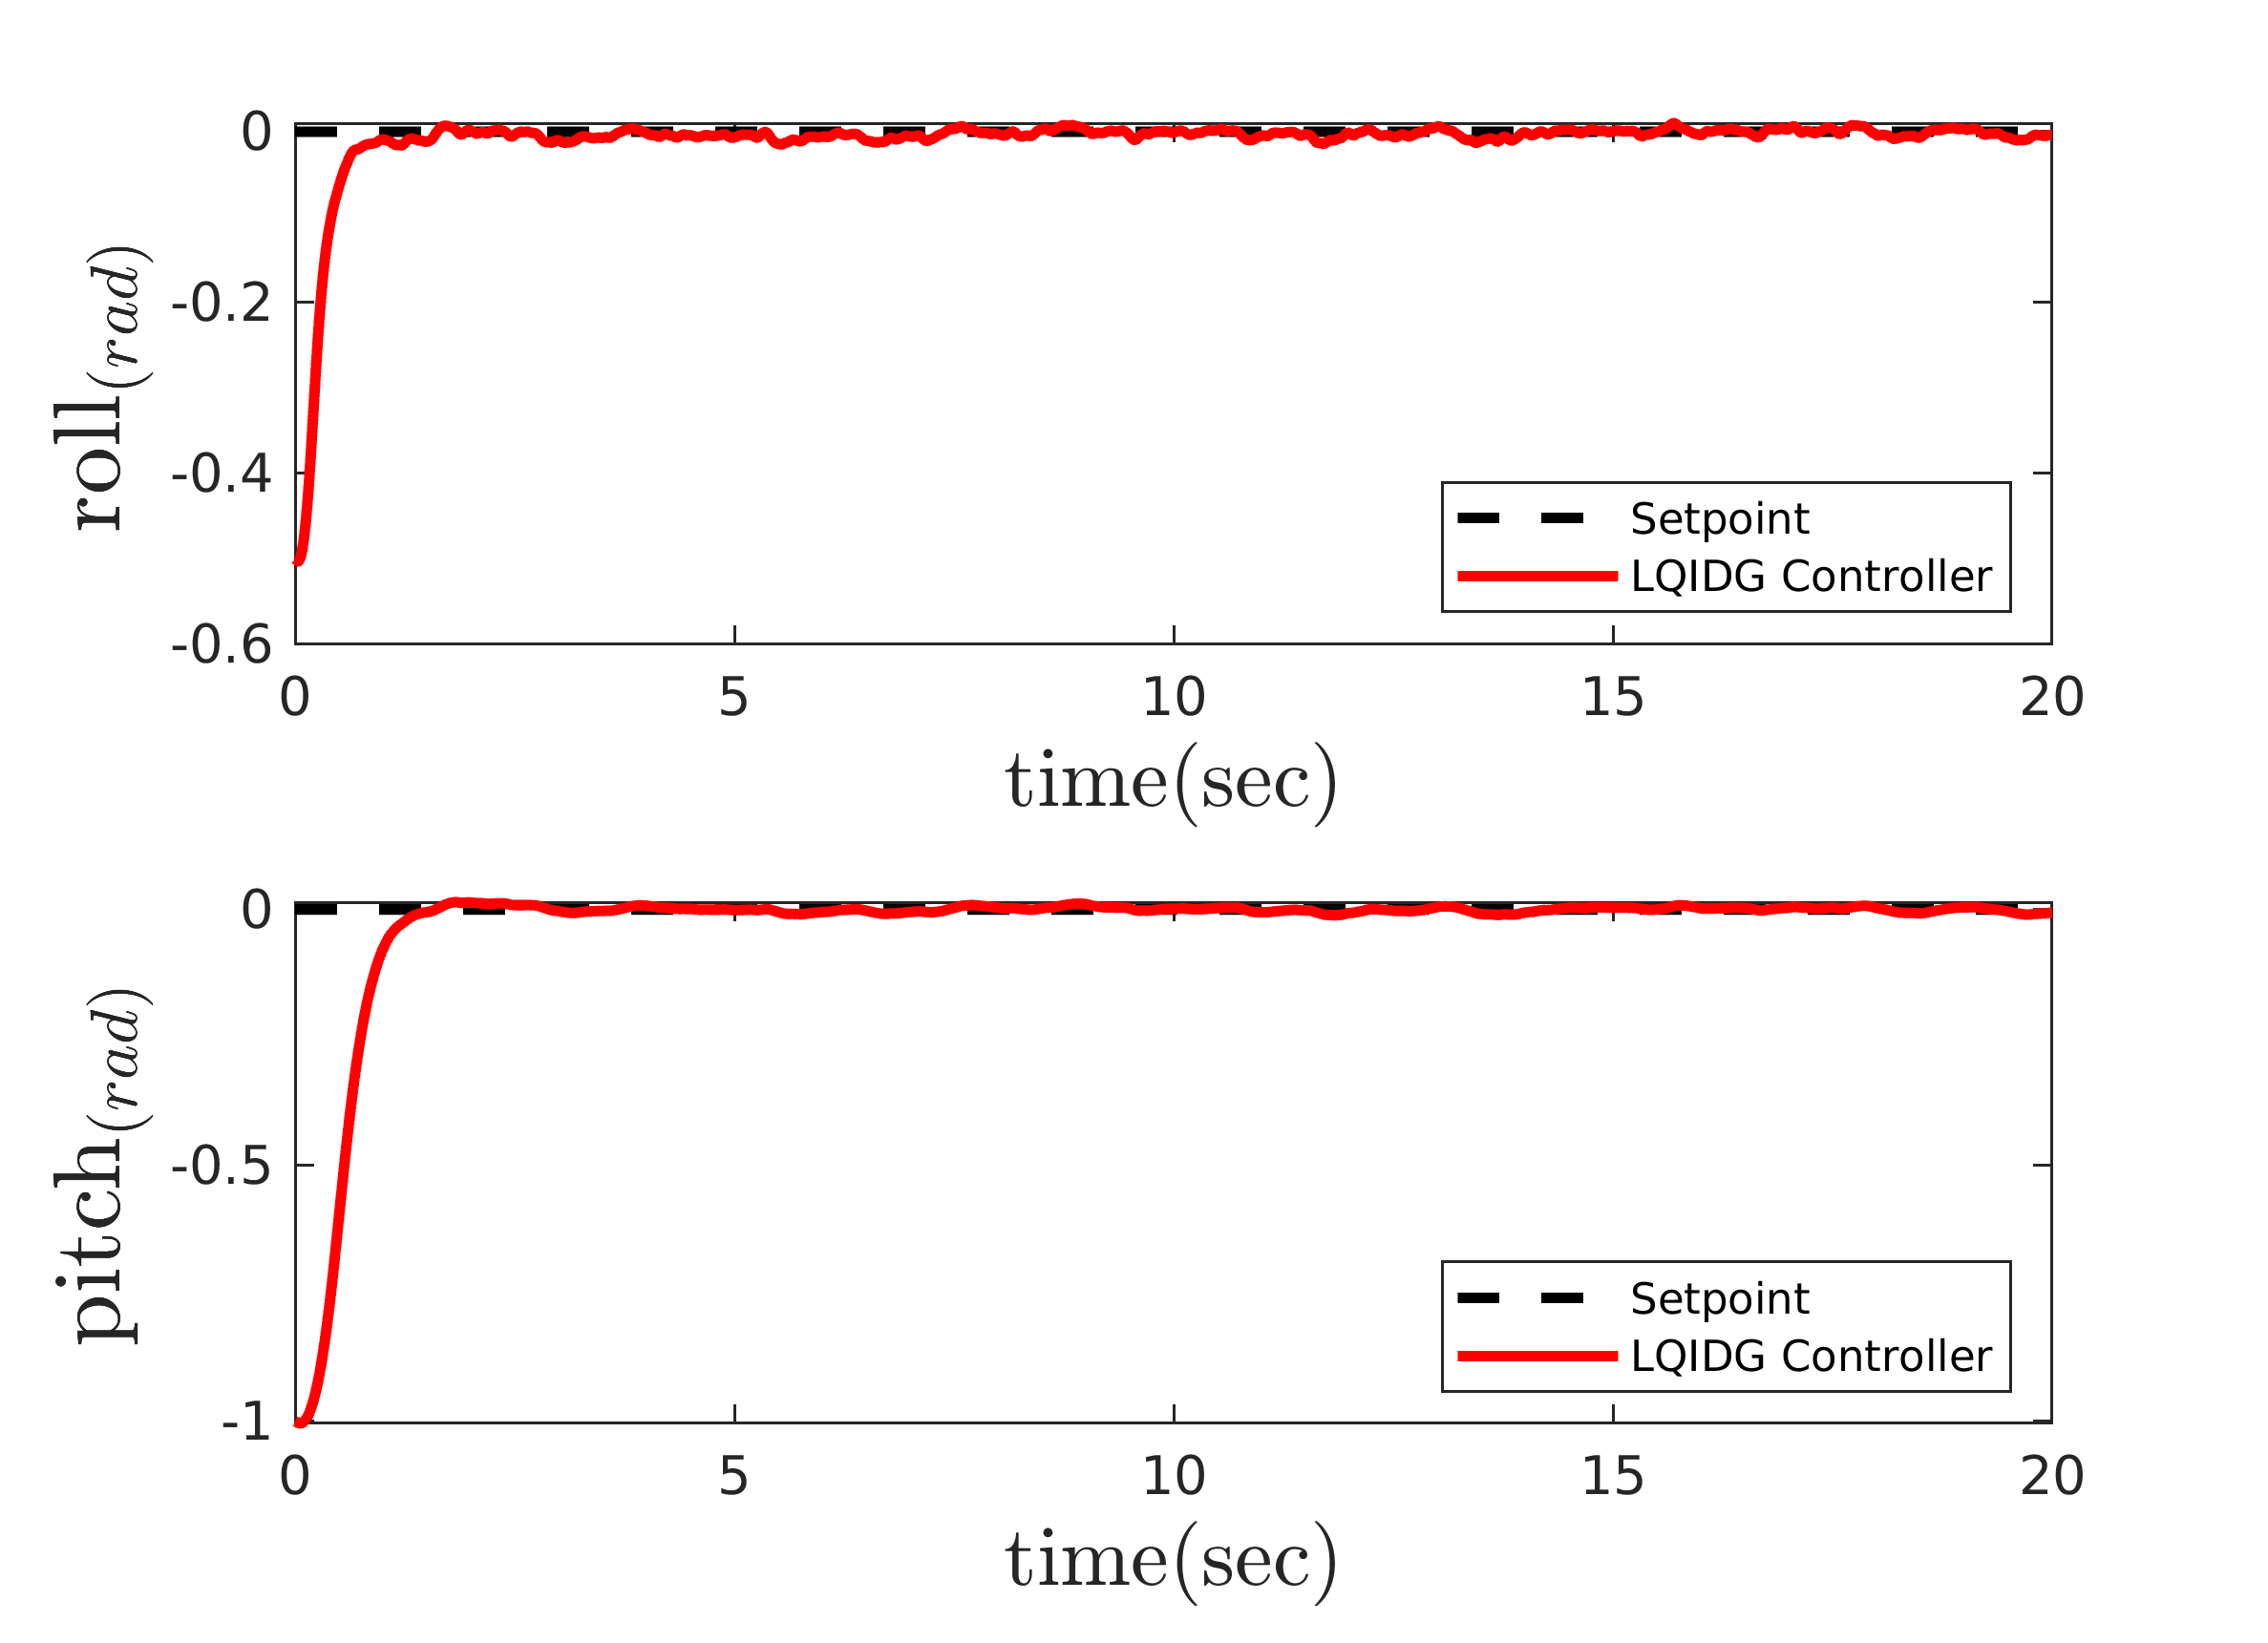 0
-0.2
-0.4
-0.6
roll(rad)
Setpoint
LQIDG Controller
0 5 10 15 20
time(sec)
0
-0.5
-1
pitch(rad)
Setpoint
LQIDG Controller
0 5 10 15 20
time(sec)